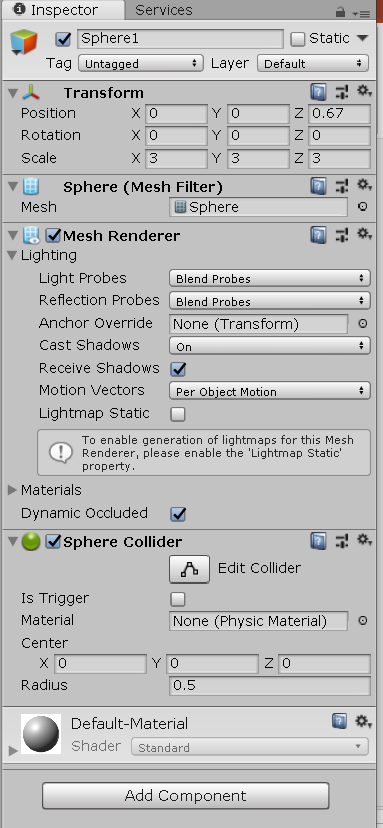 Inspector Services
Sphere1 Static
Tag Untagged Layer Default
Transform
Position X 0 Y 0 Z 0.67
Rotation X 0 Y 0 Z 0
Scale X 3 Y 3 Z 3
Sphere (Mesh Filter)
Mesh Sphere
Mesh Renderer
Lighting
Light Probes Blend Probes
Reflection Probes Blend Probes
Anchor Override None (Transform)
Cast Shadows On
Receive Shadows
Motion Vectors Per Object Motion
Lightmap Static
To enable generation of lightmaps for this Mesh
Renderer, please enable the 'Lightmap Static'
property.
Materials
Dynamic Occluded
Sphere Collider
Edit Collider
Is Trigger
Material None (Physic Material)
Center
X 0 Y 0 Z 0
Radius 0.5
Default-Material
Shader Standard
Add Component